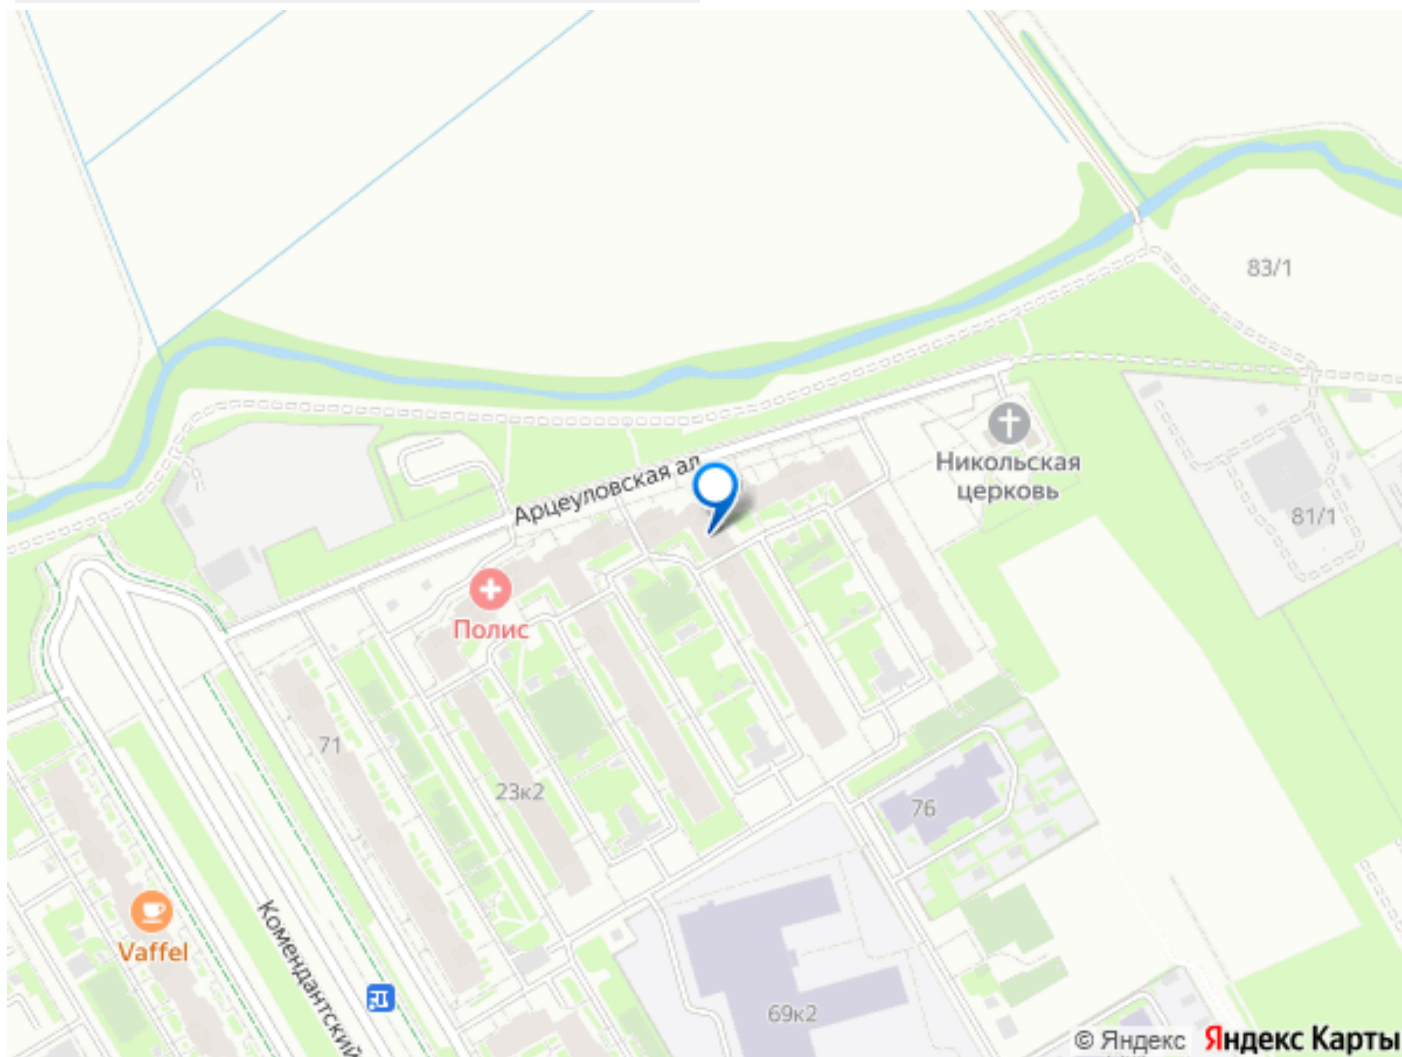 83/1
Никольская
церковь
81/1
Арцеуловская ал.
Полис
71
23к2
76
Vaffel
Комендантский
69к2
© Яндекс Яндекс Карты